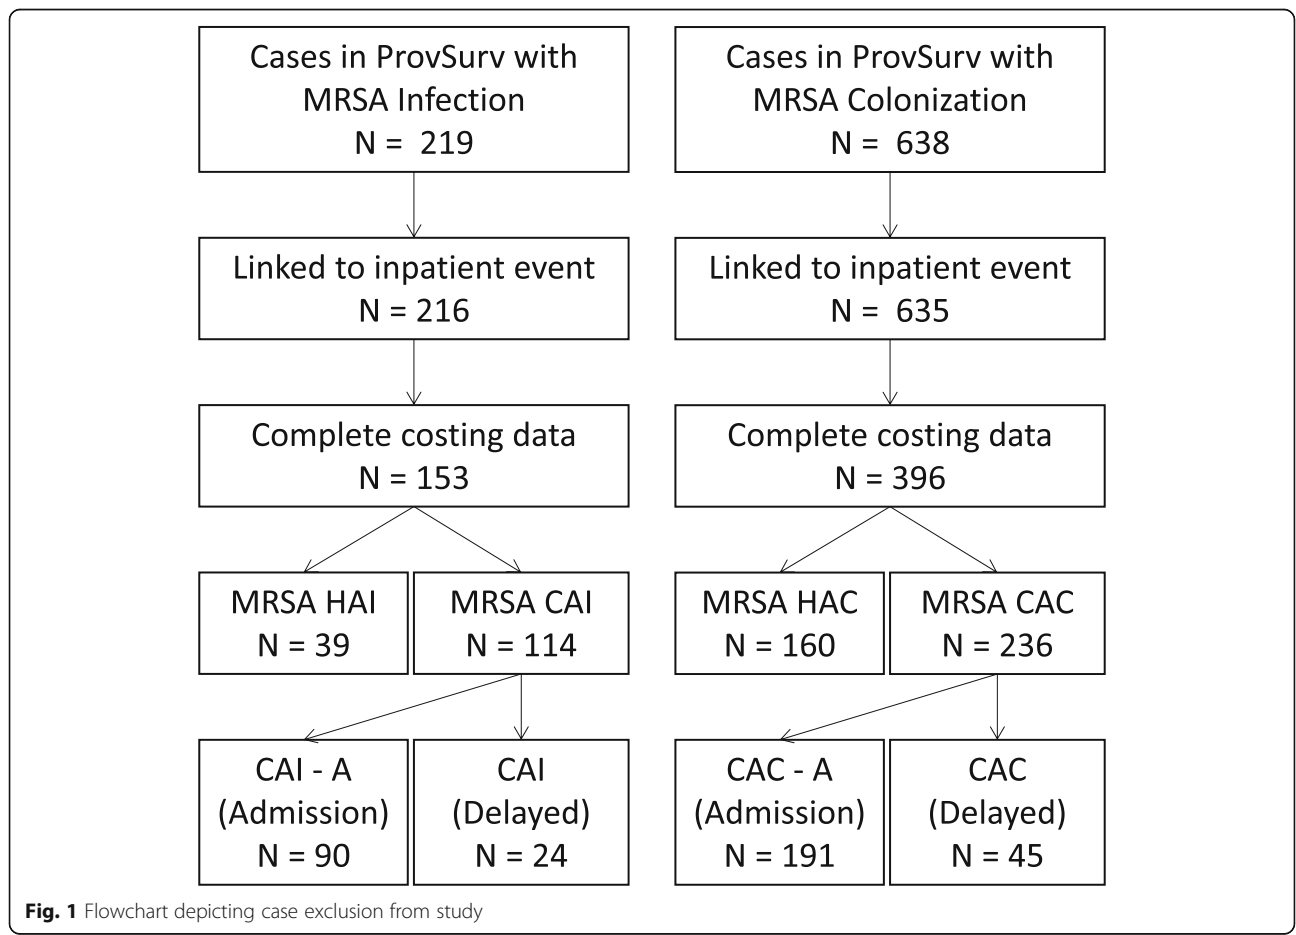 Cases in ProvSurv with
MRSA Infection
N = 219
Linked to inpatient event
N = 216
Complete costing data
N = 153
MRSA HAI
N = 39
MRSA CAI
N = 114
CAI - A
(Admission)
N = 90
CAI
(Delayed)
N = 24
Cases in ProvSurv with
MRSA Colonization
N = 638
Linked to inpatient event
N = 635
Complete costing data
N = 396
MRSA HAC
N = 160
MRSA CAC
N = 236
CAC - A
(Admission)
N = 191
CAC
(Delayed)
N = 45
Fig. 1 Flowchart depicting case exclusion from study